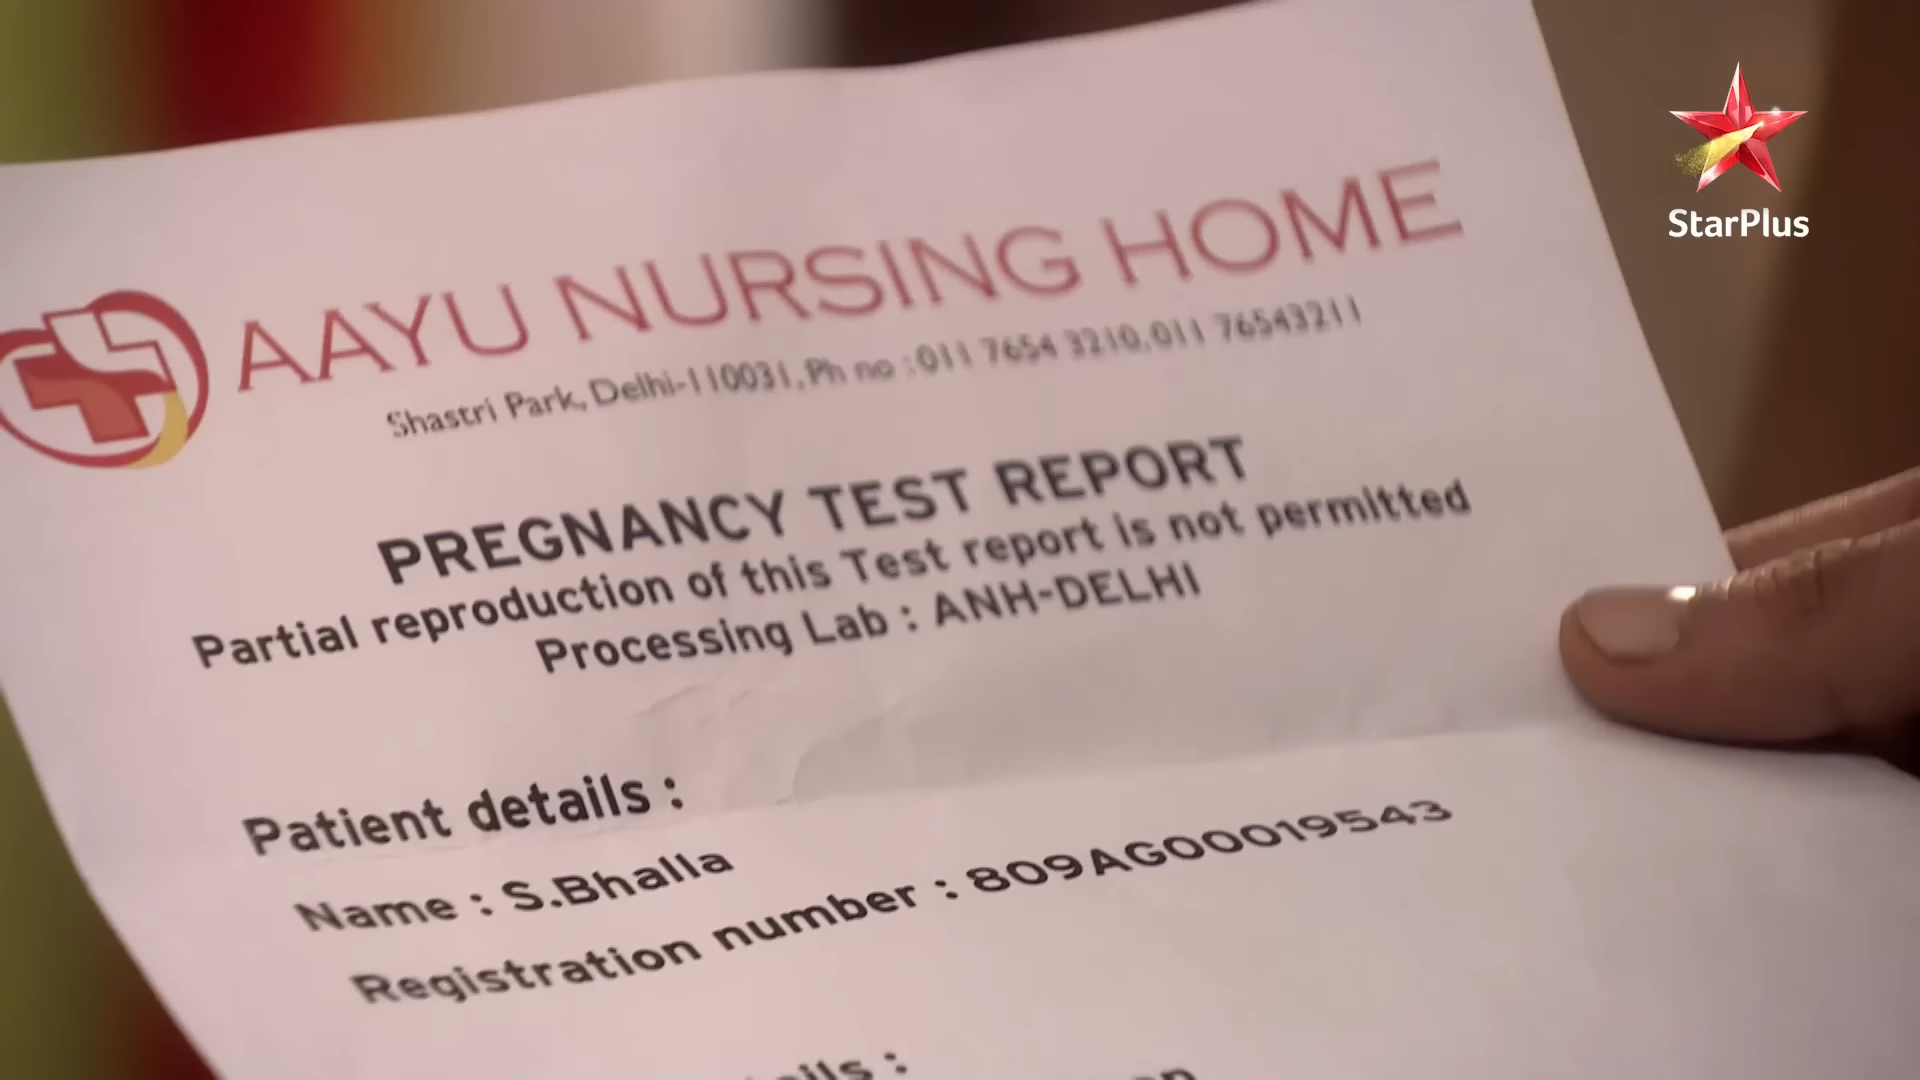 StarPlus
AAYU NURSING HOME
Shastri Park, Delhi-110031, Ph no : 011 7654 3210, 011 76543211
PREGNANCY TEST REPORT
Partial reproduction of this Test report is not permitted
Processing Lab : ANH-DELHI
Patient details :
Name : S.Bhalla
Registration number : 809AG00019543